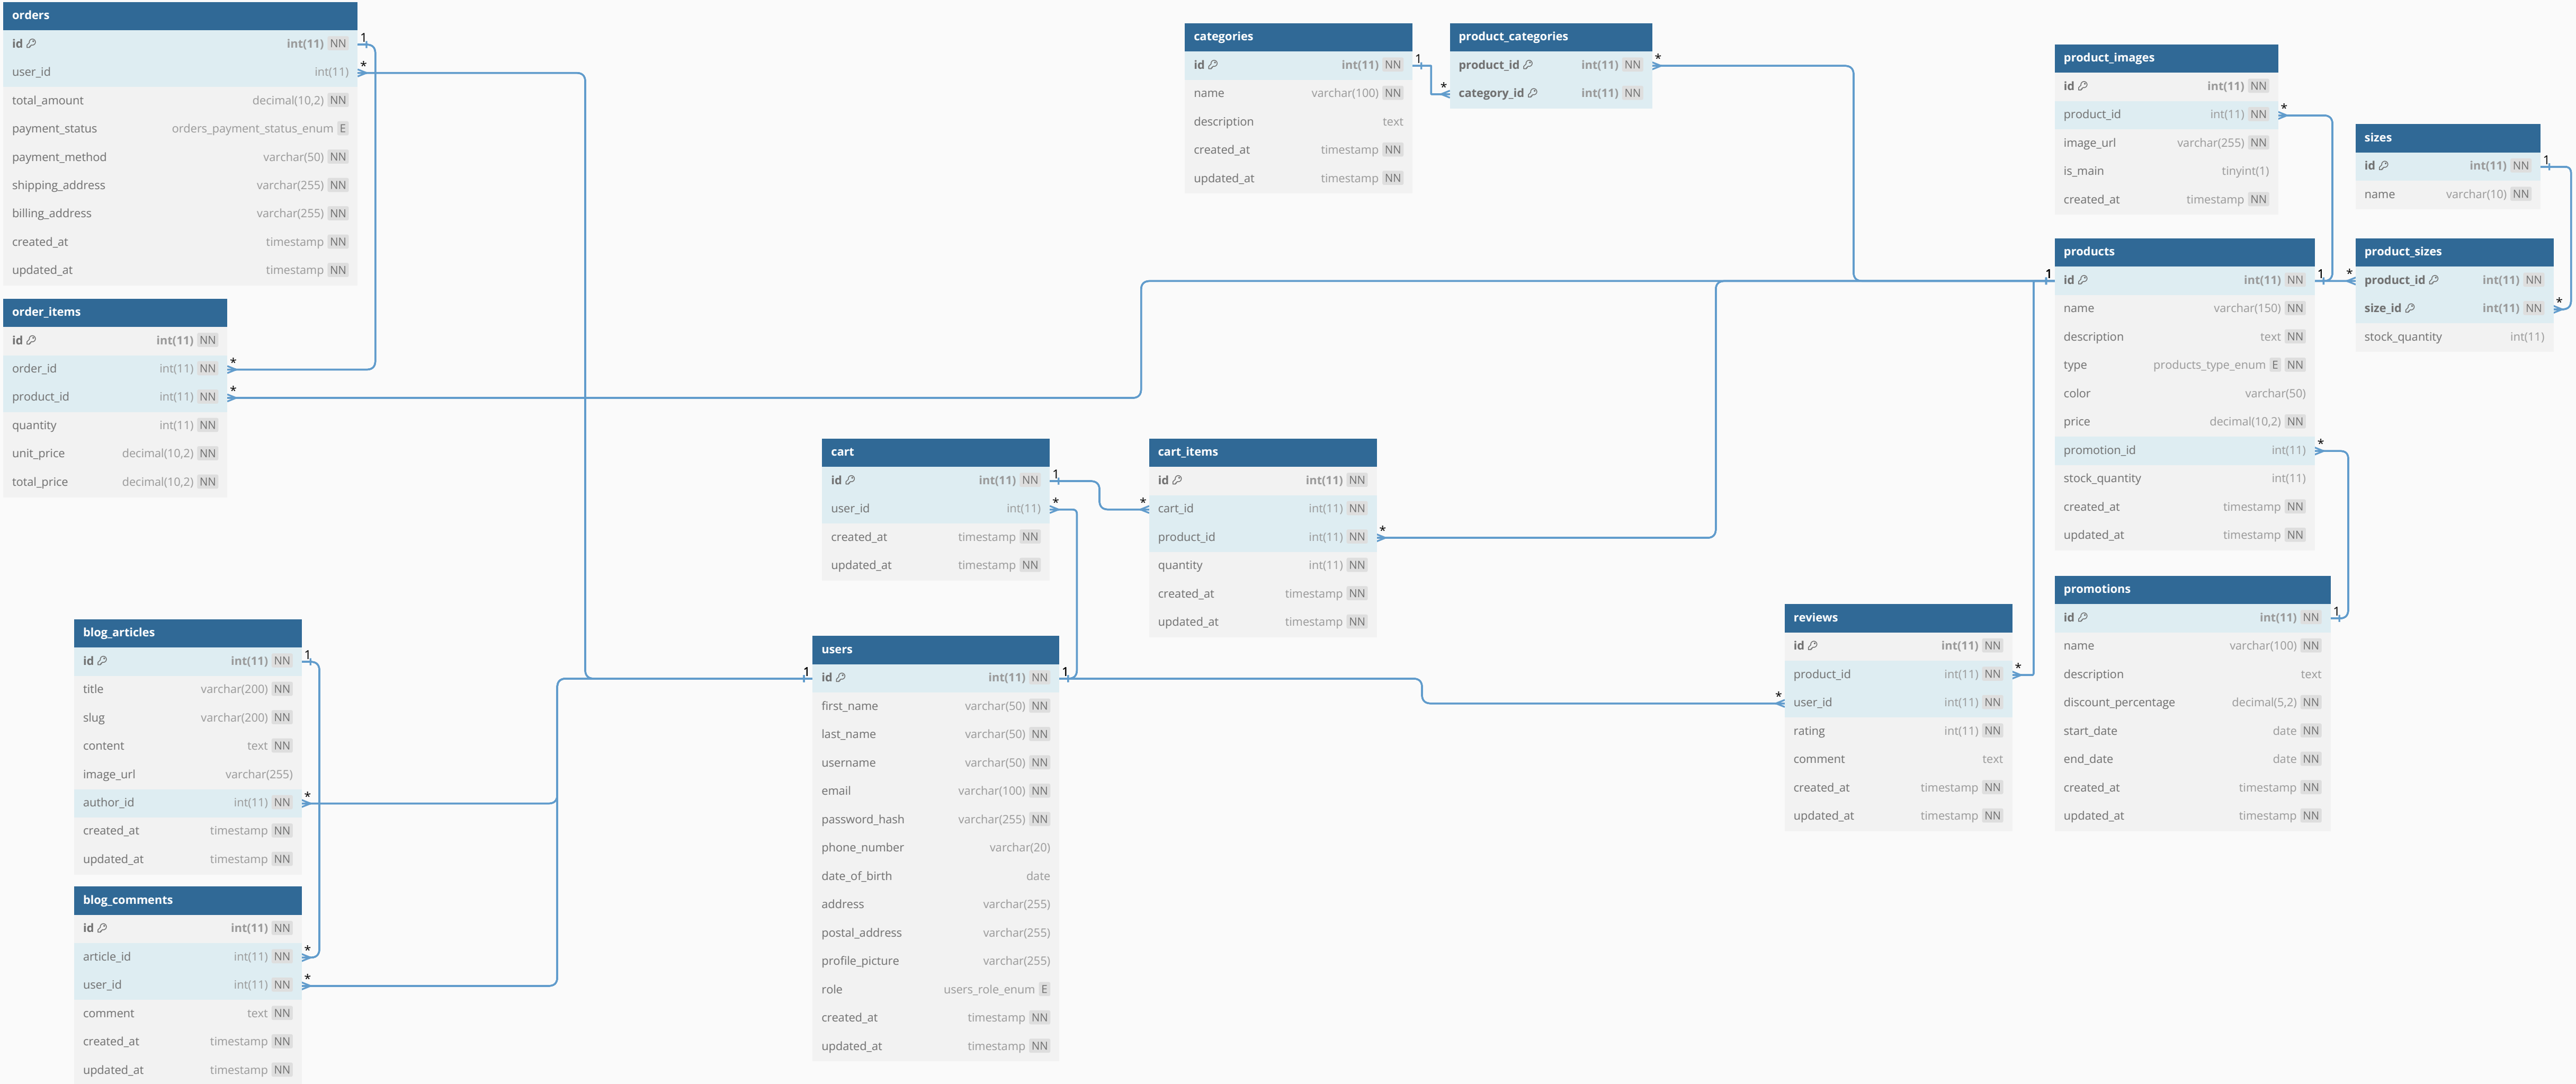 orders
id int(11) NN
user_id int(11)
total_amount decimal(10,2) NN
payment_status orders_payment_status_enum E
payment_method varchar(50) NN
shipping_address varchar(255) NN
billing_address varchar(255) NN
created_at timestamp NN
updated_at timestamp NN
1
*
order_items
id int(11) NN
order_id int(11) NN
product_id int(11) NN
quantity int(11) NN
unit_price decimal(10,2) NN
total_price decimal(10,2) NN
*
*
blog_articles
id int(11) NN
title varchar(200) NN
slug varchar(200) NN
content text NN
image_url varchar(255)
author_id int(11) NN
created_at timestamp NN
updated_at timestamp NN
1
*
blog_comments
id int(11) NN
article_id int(11) NN
user_id int(11) NN
comment text NN
created_at timestamp NN
updated_at timestamp NN
*
*
cart
id int(11) NN
user_id int(11)
created_at timestamp NN
updated_at timestamp NN
1
*
users
id int(11) NN
first_name varchar(50) NN
last_name varchar(50) NN
username varchar(50) NN
email varchar(100) NN
password_hash varchar(255) NN
phone_number varchar(20)
date_of_birth date
address varchar(255)
postal_address varchar(255)
profile_picture varchar(255)
role users_role_enum E
created_at timestamp NN
updated_at timestamp NN
1
1
cart_items
id int(11) NN
cart_id int(11) NN
product_id int(11) NN
quantity int(11) NN
created_at timestamp NN
updated_at timestamp NN
*
*
categories
id int(11) NN
name varchar(100) NN
description text
created_at timestamp NN
updated_at timestamp NN
1
product_categories
product_id int(11) NN
category_id int(11) NN
*
*
reviews
id int(11) NN
product_id int(11) NN
user_id int(11) NN
rating int(11) NN
comment text
created_at timestamp NN
updated_at timestamp NN
*
*
product_images
id int(11) NN
product_id int(11) NN
image_url varchar(255) NN
is_main tinyint(1)
created_at timestamp NN
*
products
id int(11) NN
name varchar(150) NN
description text NN
type products_type_enum E NN
color varchar(50)
price decimal(10,2) NN
promotion_id int(11)
stock_quantity int(11)
created_at timestamp NN
updated_at timestamp NN
1
1
*
promotions
id int(11) NN
name varchar(100) NN
description text
discount_percentage decimal(5,2) NN
start_date date NN
end_date date NN
created_at timestamp NN
updated_at timestamp NN
1
sizes
id int(11) NN
name varchar(10) NN
1
product_sizes
product_id int(11) NN
size_id int(11) NN
stock_quantity int(11)
*
*